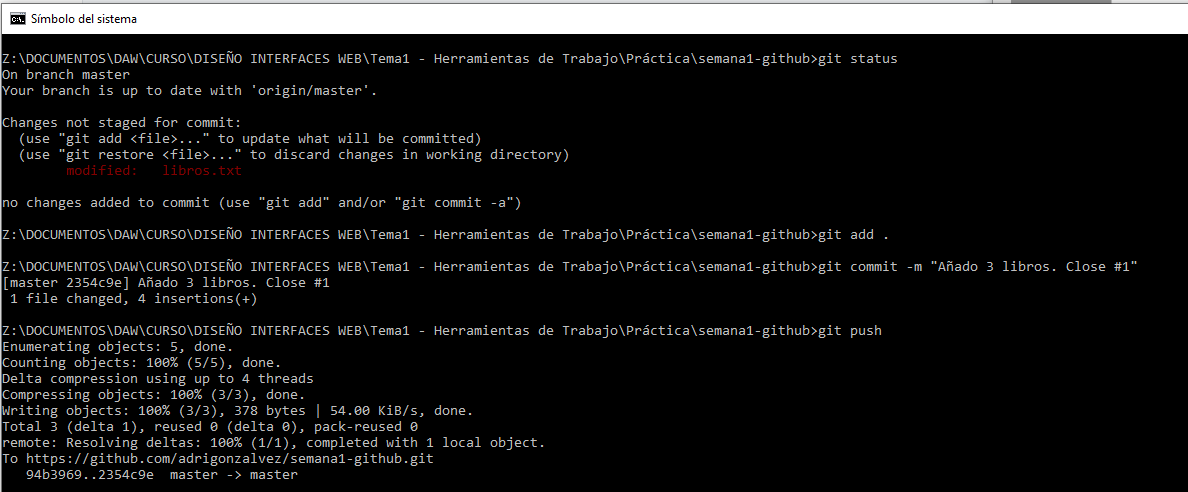 Símbolo del sistema
Z:\DOCUMENTOS\DAW\CURSO\DISEÑO INTERFACES WEB\Tema1 - Herramientas de Trabajo\Práctica\semana1-github>git status
On branch master
Your branch is up to date with 'origin/master'.
Changes not staged for commit:
(use "git add <file>..." to update what will be committed)
(use "git restore <file>..." to discard changes in working directory)
modified:   libros.txt
no changes added to commit (use "git add" and/or "git commit -a")
Z:\DOCUMENTOS\DAW\CURSO\DISEÑO INTERFACES WEB\Tema1 - Herramientas de Trabajo\Práctica\semana1-github>git add .
Z:\DOCUMENTOS\DAW\CURSO\DISEÑO INTERFACES WEB\Tema1 - Herramientas de Trabajo\Práctica\semana1-github>git commit -m "Añado 3 libros. Close #1"
[master 2354c9e] Añado 3 libros. Close #1
1 file changed, 4 insertions(+)
Z:\DOCUMENTOS\DAW\CURSO\DISEÑO INTERFACES WEB\Tema1 - Herramientas de Trabajo\Práctica\semana1-github>git push
Enumerating objects: 5, done.
Counting objects: 100% (5/5), done.
Delta compression using up to 4 threads
Compressing objects: 100% (3/3), done.
Writing objects: 100% (3/3), 378 bytes | 54.00 KiB/s, done.
Total 3 (delta 1), reused 0 (delta 0), pack-reused 0
remote: Resolving deltas: 100% (1/1), completed with 1 local object.
To https://github.com/adrigonzalvez/semana1-github.git
94b3969..2354c9e  master -> master